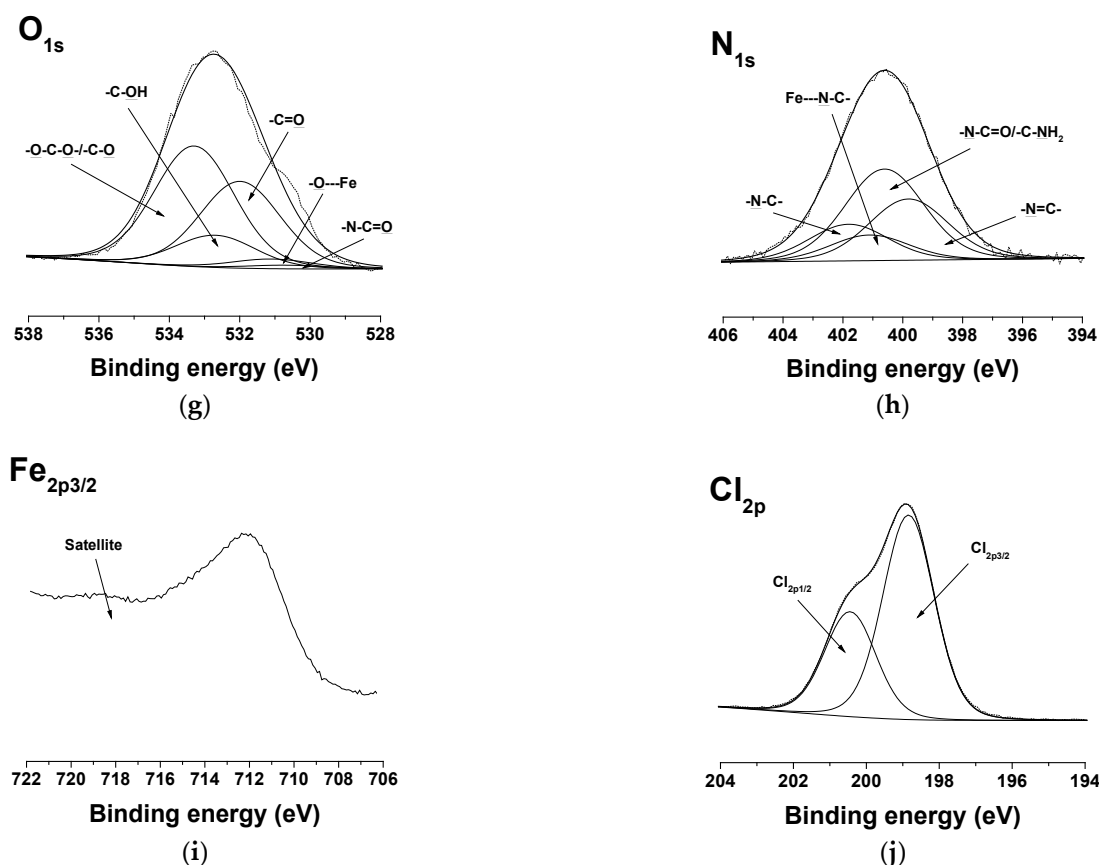 O1s
-C-OH
-C=O
-O-C-O-/-C-O
-O---Fe
-N-C=O
538 536 534 532 530 528
Binding energy (eV)
(g)
N1s
Fe---N-C-
-N-C=O/-C-NH2
-N-C-
-N=C-
406 404 402 400 398 396 394
Binding energy (eV)
(h)
Fe2p3/2
Satellite
722 720 718 716 714 712 710 708 706
Binding energy (eV)
(i)
Cl2p
Cl2p3/2
Cl2p1/2
204 202 200 198 196 194
Binding energy (eV)
(j)